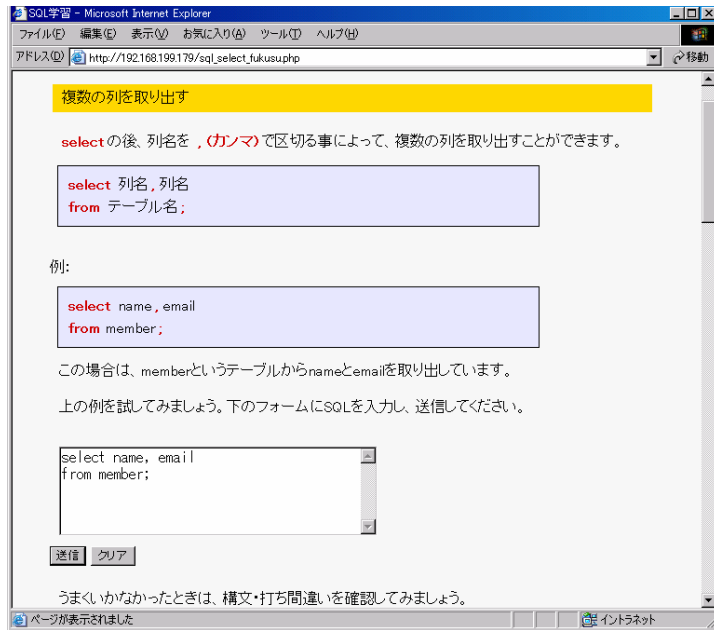 SQL学習 - Microsoft Internet Explorer
ファイル(F) 編集(E) 表示(V) お気に入り(A) ツール(T) ヘルプ(H)
アドレス(D) http://192.168.199.179/sql_select_fukusu.php 移動
複数の列を取り出す
selectの後、列名を , (カンマ)で区切る事によって、複数の列を取り出すことができます。
select 列名,列名
from テーブル名;
例:
select name,email
from member;
この場合は、memberというテーブルからnameとemailを取り出しています。
上の例を試してみましょう。下のフォームにSQLを入力し、送信してください。
select name, email
from member;
送信 クリア
うまくいかなかったときは、構文・打ち間違いを確認してみましょう。
ページが表示されました イントラネット